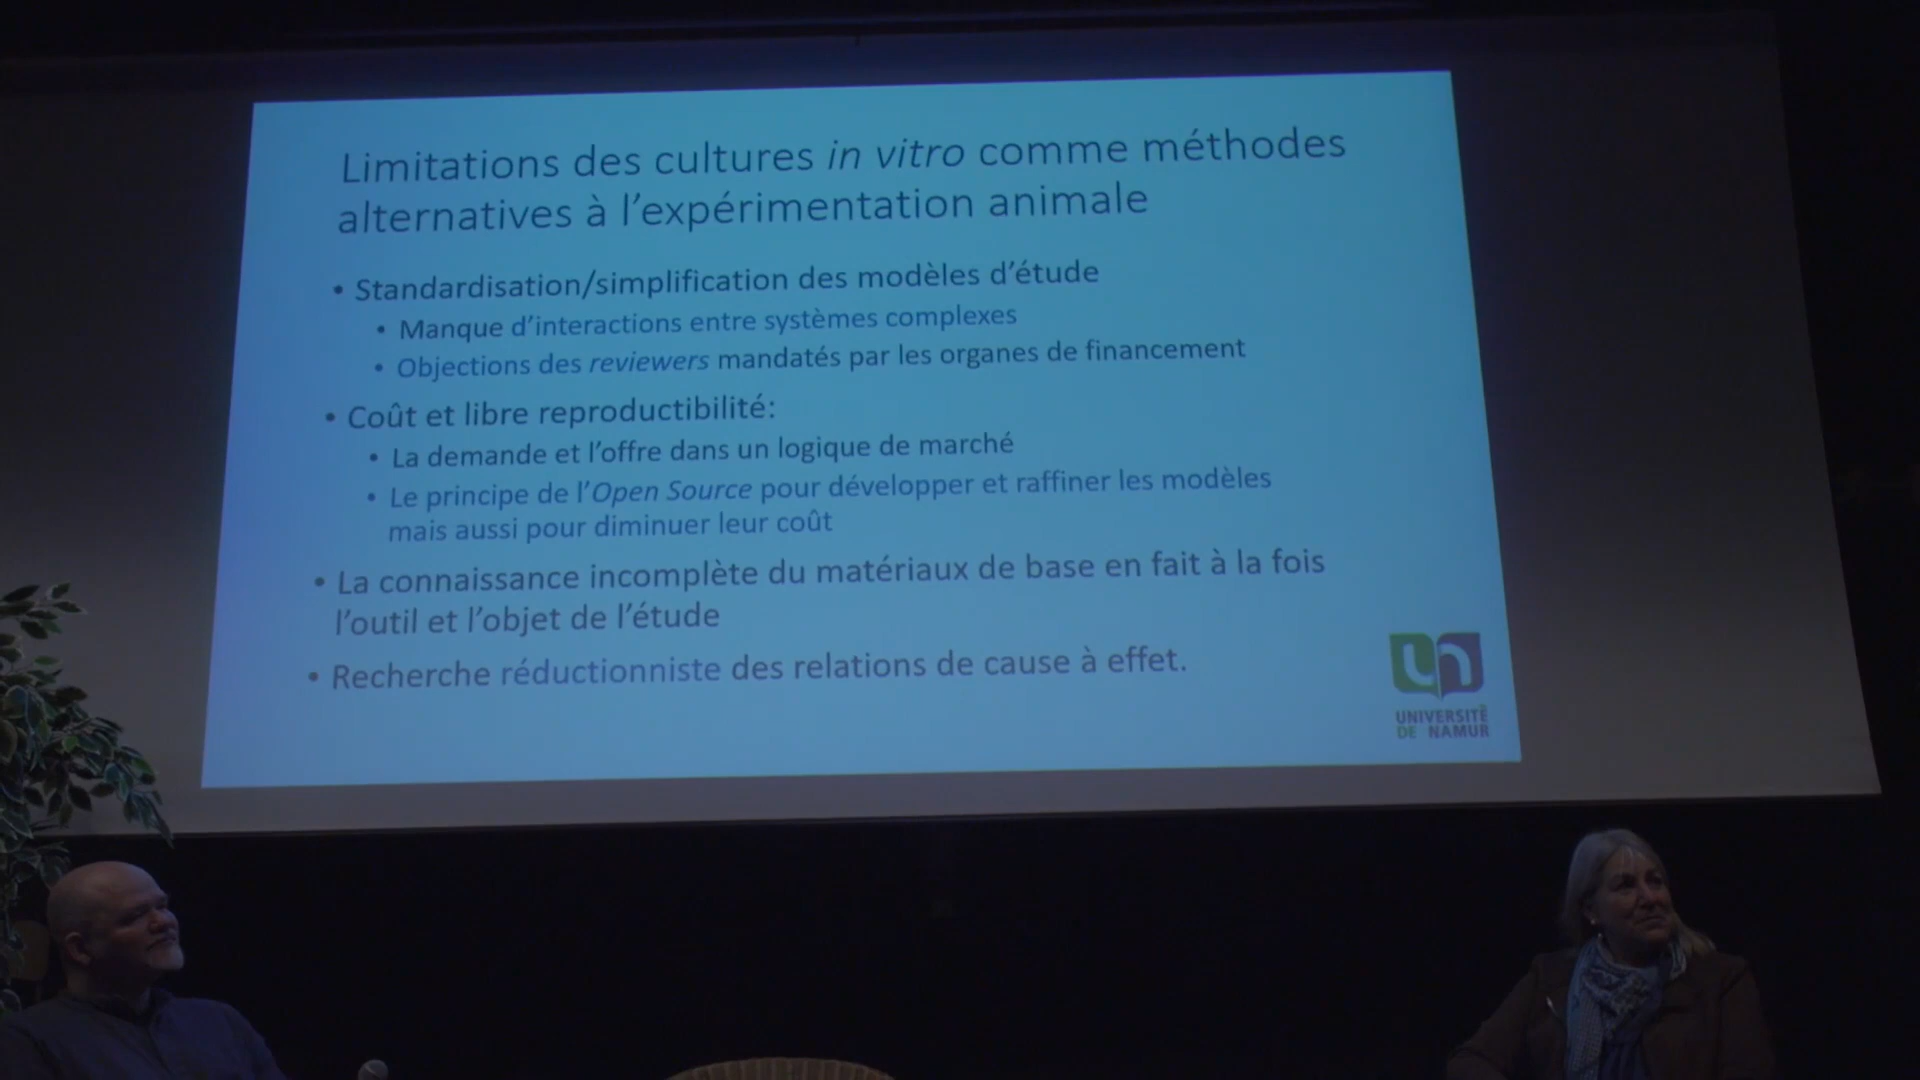 Limitations des cultures in vitro comme méthodes
alternatives à l'expérimentation animale
• Standardisation/simplification des modèles d'étude
• Manque d'interactions entre systèmes complexes
• Objections des reviewers mandatés par les organes de financement
• Coût et libre reproductibilité:
• La demande et l'offre dans un logique de marché
• Le principe de l'Open Source pour développer et raffiner les modèles
mais aussi pour diminuer leur coût
• La connaissance incomplète du matériaux de base en fait à la fois
l'outil et l'objet de l'étude
• Recherche réductionniste des relations de cause à effet.
un
UNIVERSITÉ
DE NAMUR